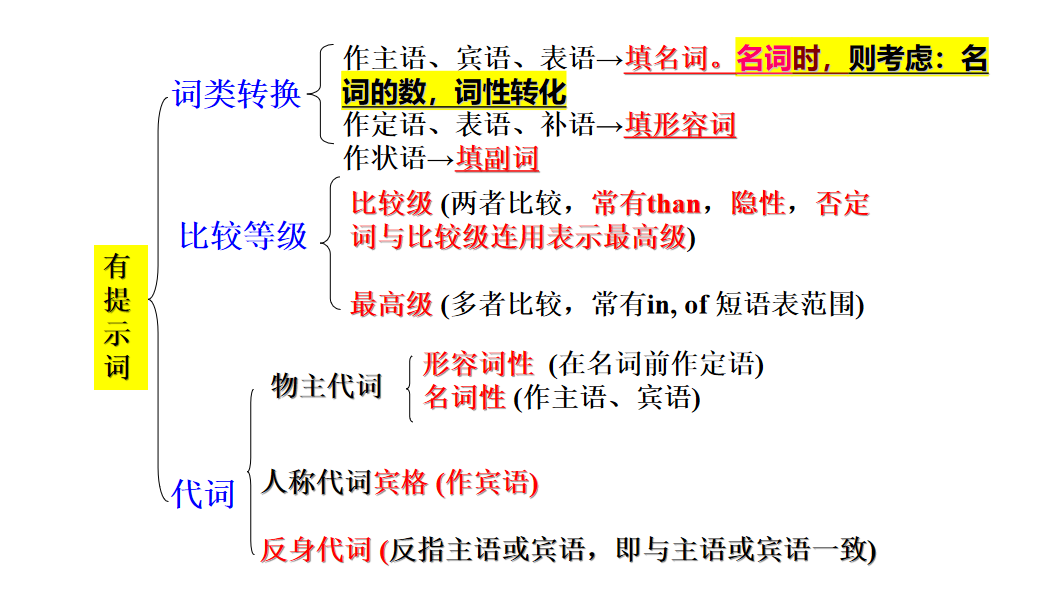 作主语、宾语、表语→填名词。名词时，则考虑：名
词的数，词性转化
词类转换
作定语、表语、补语→填形容词
作状语→填副词
比较级 (两者比较，常有than，隐性，否定
词与比较级连用表示最高级)
比较等级
最高级 (多者比较，常有in, of 短语表范围)
有
提
示
词
形容词性 (在名词前作定语)
物主代词
名词性 (作主语、宾语)
人称代词宾格 (作宾语)
代词
反身代词 (反指主语或宾语，即与主语或宾语一致)